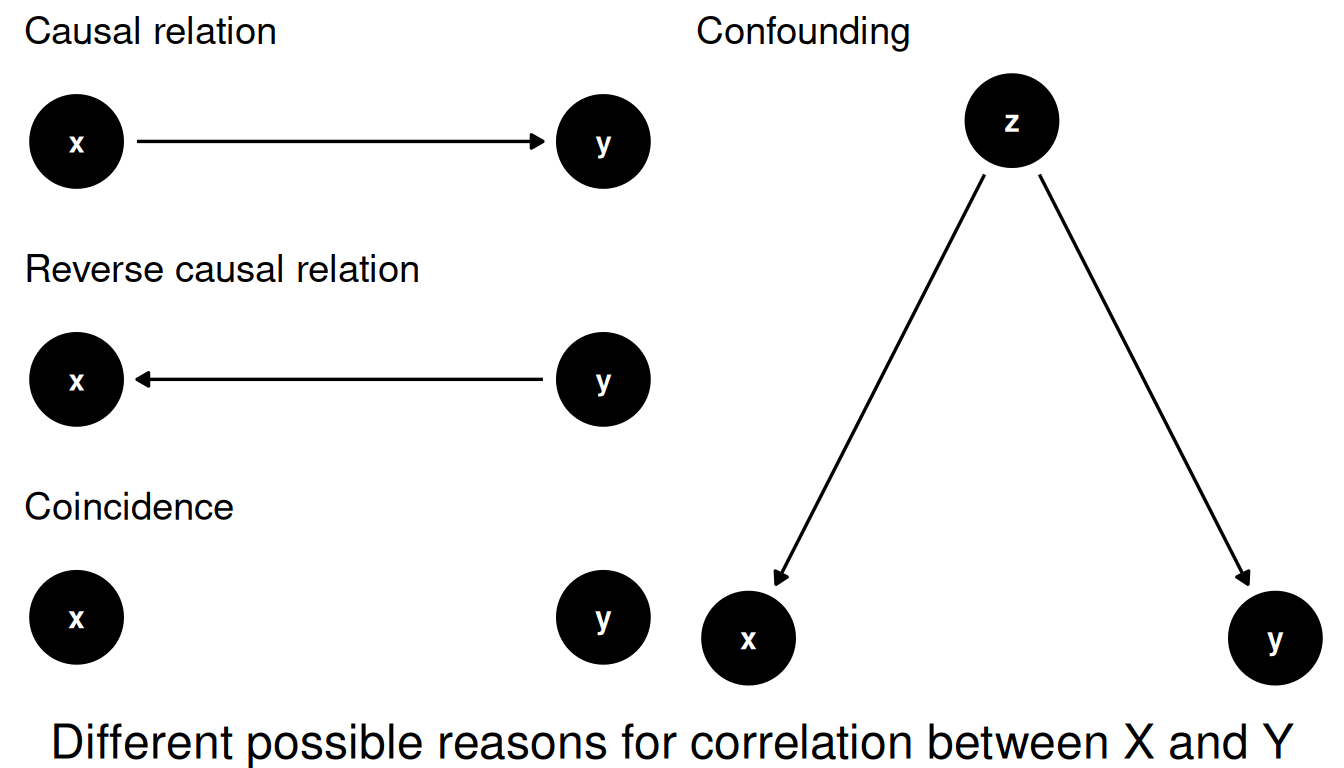 Causal relation
x
y
Reverse causal relation
x
y
Coincidence
x
y
Confounding
z
x
y
Different possible reasons for correlation between X and Y